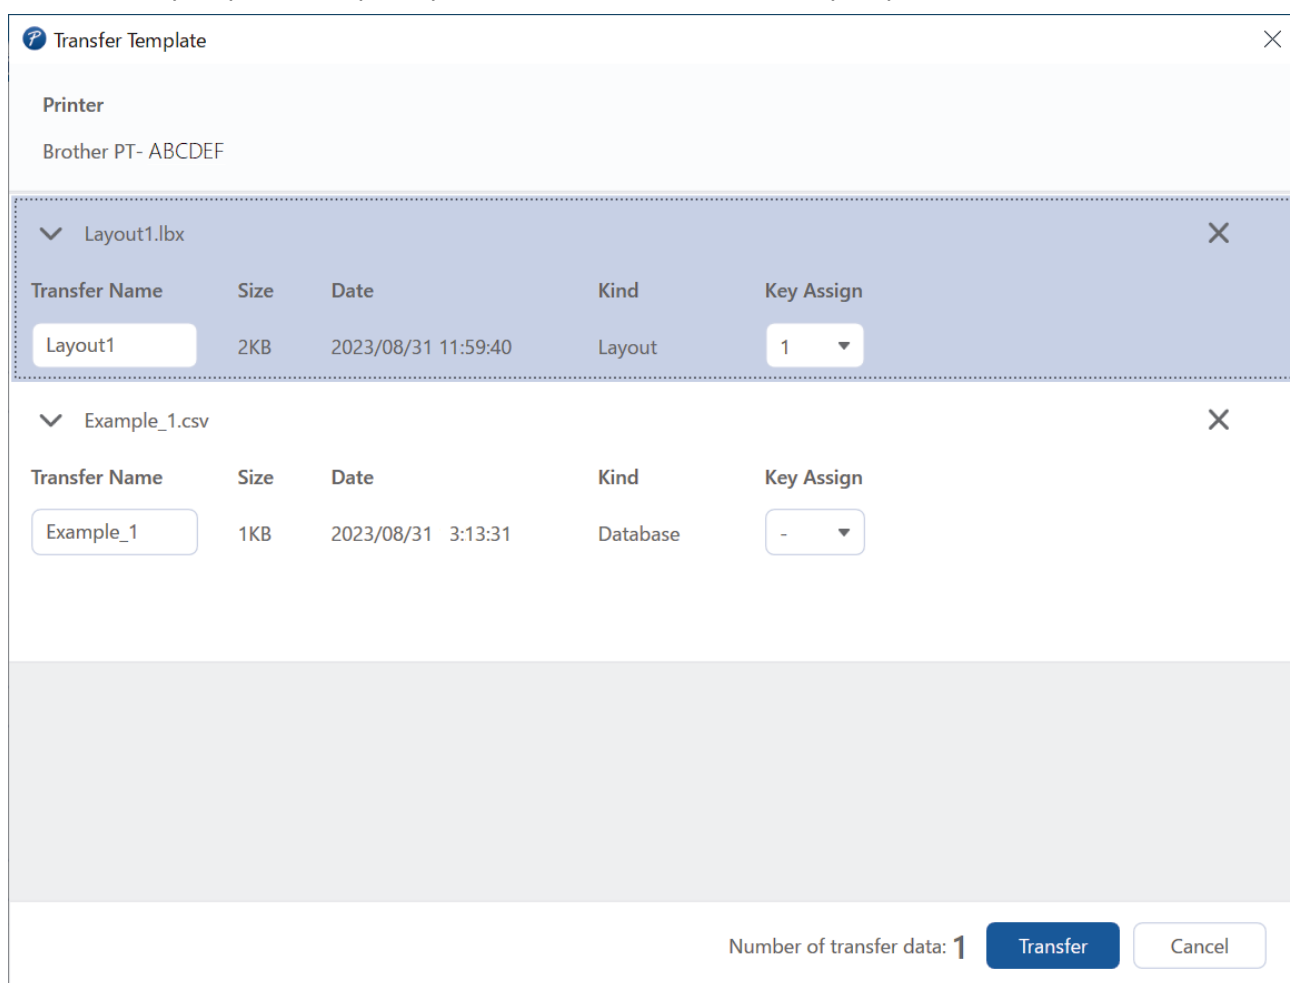 Transfer Template
Printer
Brother PT- ABCDEF
Layout1.lbx
Transfer Name Size Date Kind Key Assign
Layout1 2KB 2023/08/31 11:59:40 Layout 1
Example_1.csv
Transfer Name Size Date Kind Key Assign
Example_1 1KB 2023/08/31 3:13:31 Database -
Number of transfer data: 1 Transfer Cancel